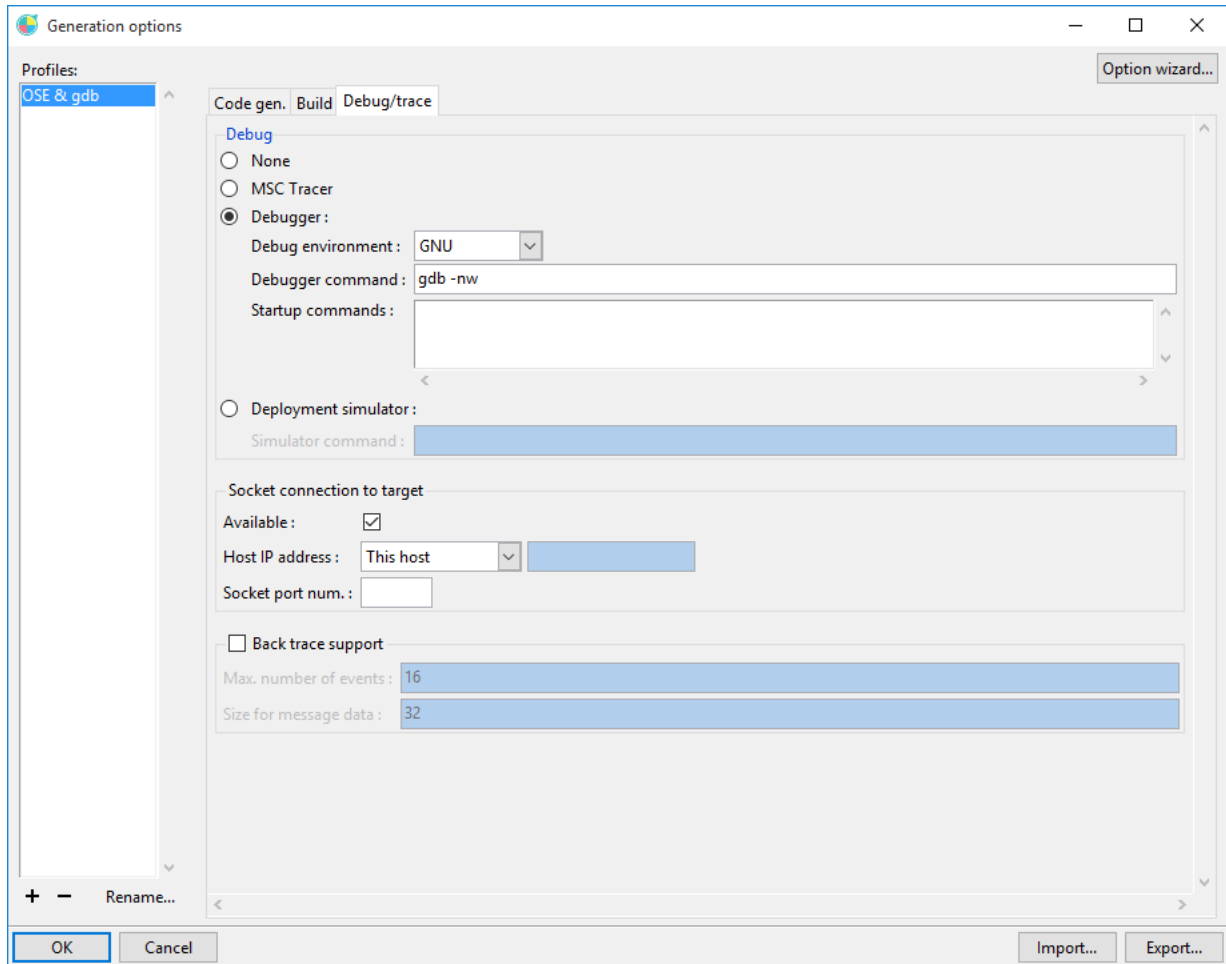 Generation options
Profiles:
Option wizard...
OSE & gdb
Code gen. Build Debug/trace
Debug
None
MSC Tracer
Debugger :
Debug environment : GNU
Debugger command : gdb -nw
Startup commands :
Deployment simulator :
Simulator command :
Socket connection to target
Available :
Host IP address : This host
Socket port num. :
Back trace support
Max. number of events : 16
Size for message data : 32
+ − Rename...
OK Cancel Import... Export...